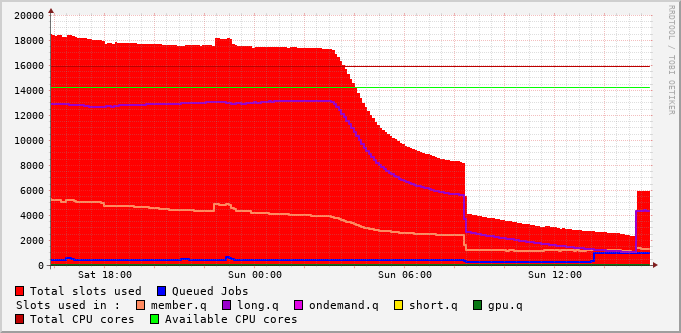 20000
18000
16000
14000
12000
10000
8000
6000
4000
2000
0
Sat 18:00 Sun 00:00 Sun 06:00 Sun 12:00
RRDTOOL / TOBI OETIKER
Total slots used Queued Jobs
Slots used in : member.q long.q ondemand.q short.q gpu.q
Total CPU cores Available CPU cores